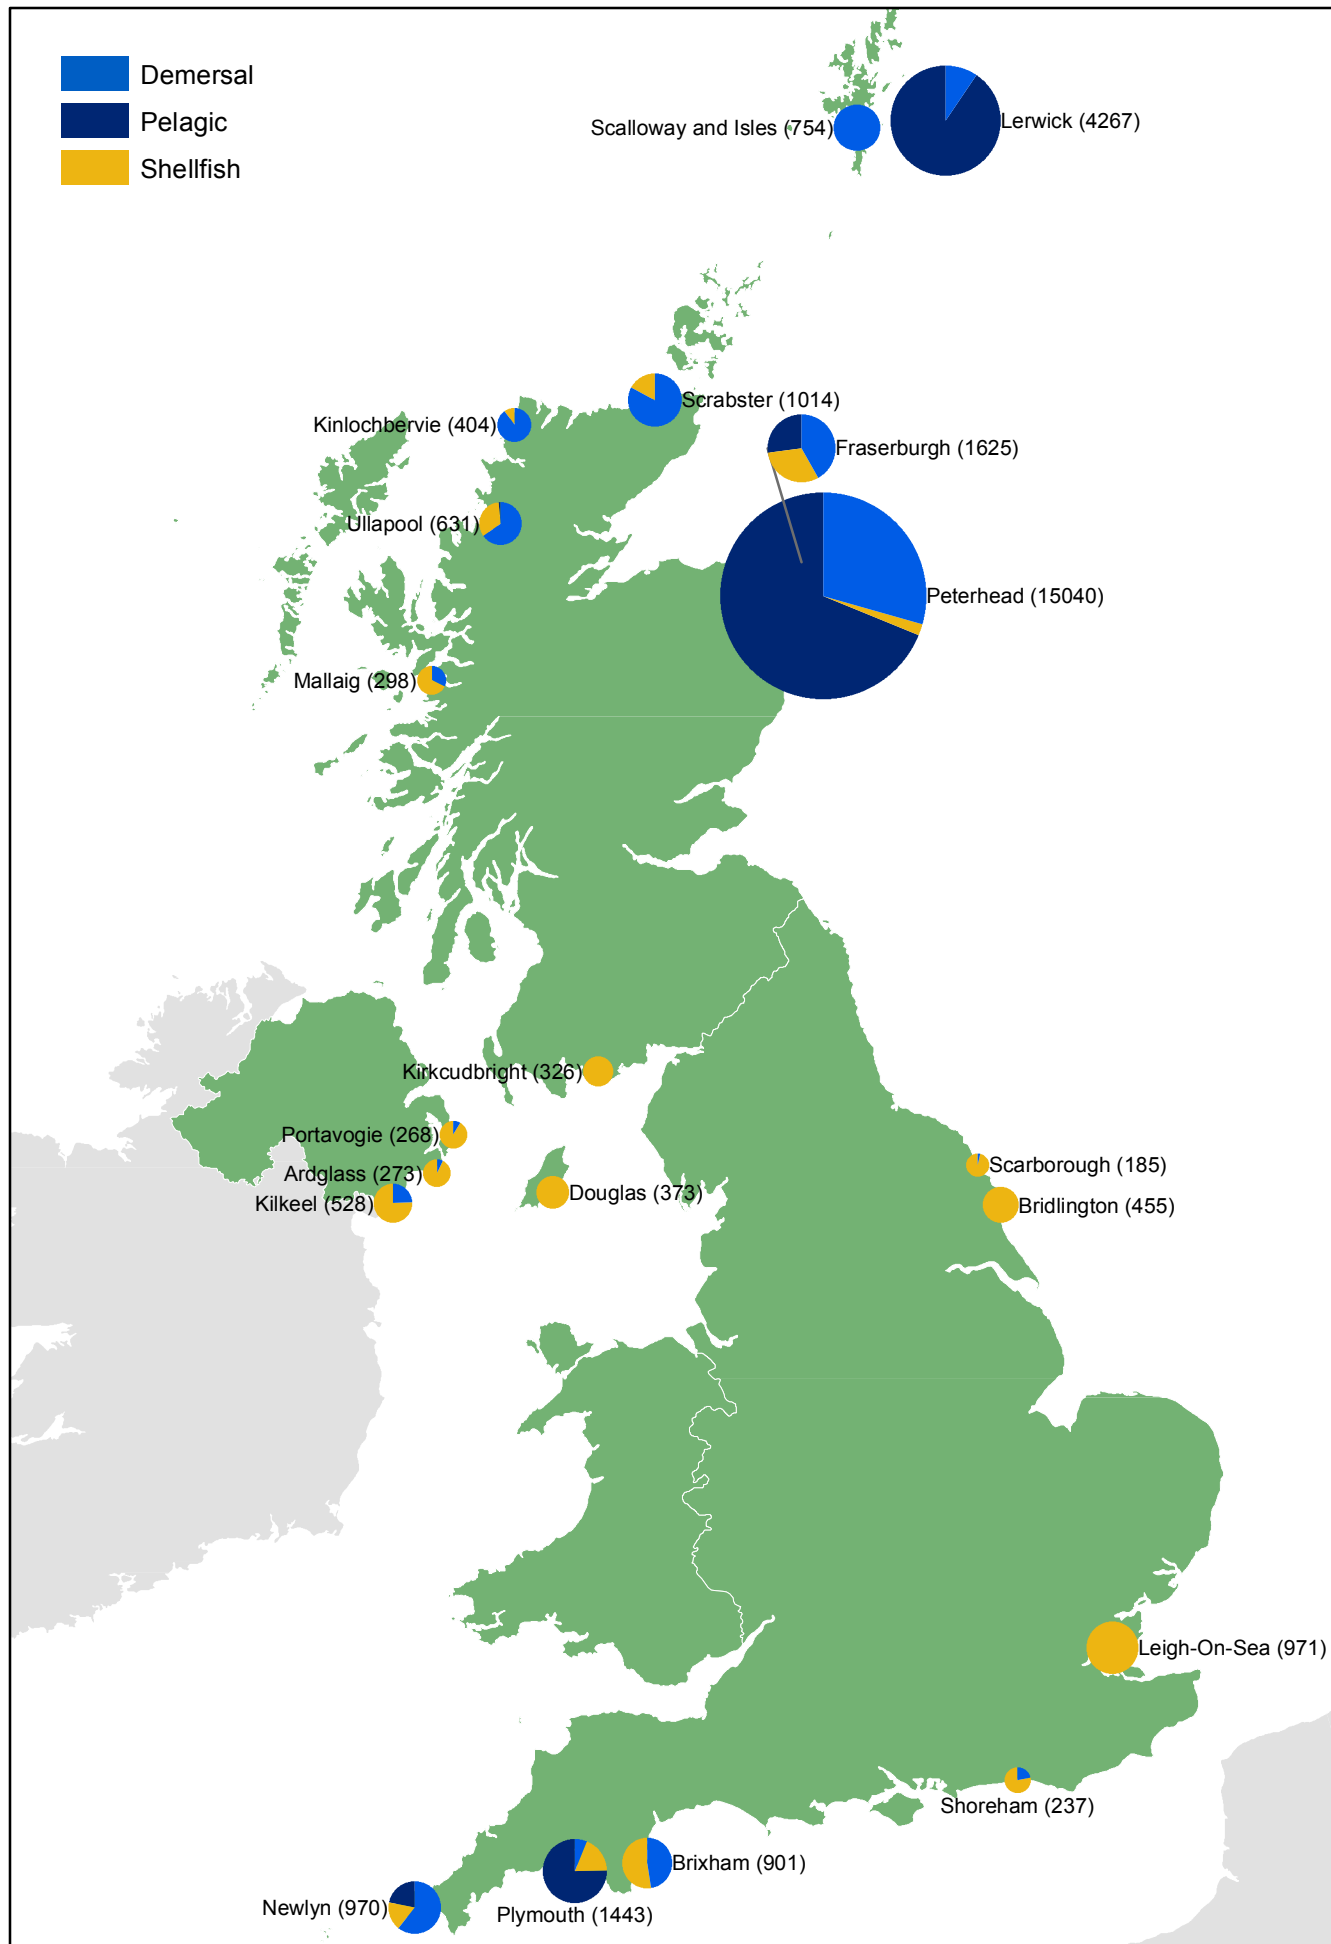 Demersal
Pelagic
Shellfish
Scalloway and Isles (754)
Lerwick (4267)
Scrabster (1014)
Kinlochbervie (404)
Fraserburgh (1625)
Ullapool (631)
Peterhead (15040)
Mallaig (298)
Kirkcudbright (326)
Portavogie (268)
Scarborough (185)
Ardglass (273)
Douglas (373)
Kilkeel (528)
Bridlington (455)
Leigh-On-Sea (971)
Shoreham (237)
Brixham (901)
Newlyn (970)
Plymouth (1443)